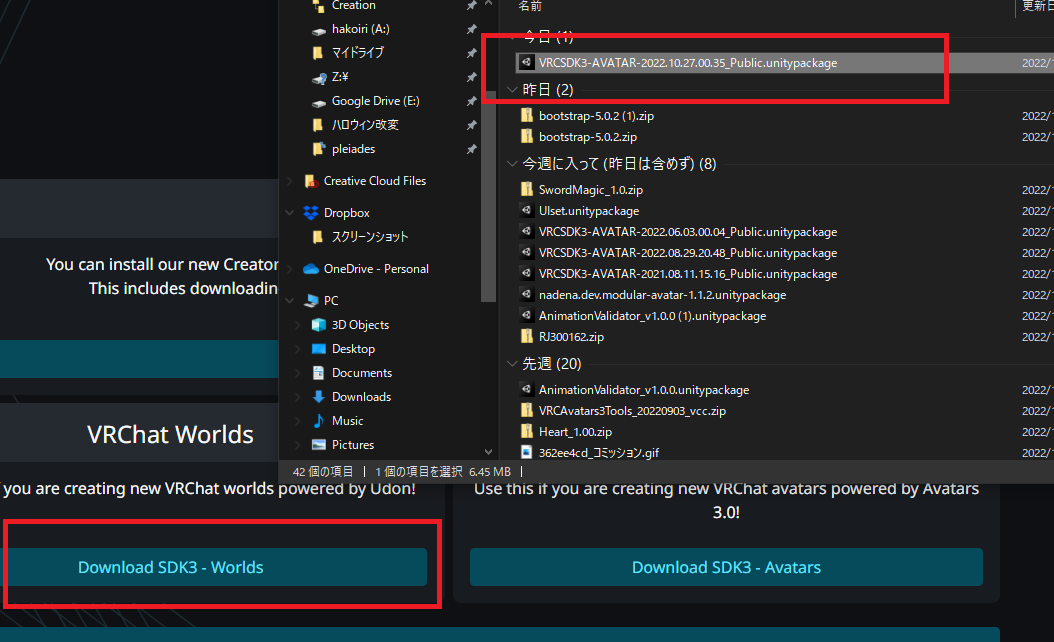 Creation
hakoiri (A:)
マイドライブ
Z:¥
Google Drive (E:)
ハロウィン改変
pleiades
Creative Cloud Files
Dropbox
スクリーンショット
OneDrive - Personal
PC
3D Objects
Desktop
Documents
Downloads
Music
Pictures
名前
更新日
今日 (1)
VRCSDK3-AVATAR-2022.10.27.00.35_Public.unitypackage
2022/
昨日 (2)
bootstrap-5.0.2 (1).zip
2022/1
bootstrap-5.0.2.zip
2022/1
今週に入って (昨日は含めず) (8)
SwordMagic_1.0.zip
2022/1
UIset.unitypackage
2022/1
VRCSDK3-AVATAR-2022.06.03.00.04_Public.unitypackage
2022/1
VRCSDK3-AVATAR-2022.08.29.20.48_Public.unitypackage
2022/1
VRCSDK3-AVATAR-2021.08.11.15.16_Public.unitypackage
2022/1
nadena.dev.modular-avatar-1.1.2.unitypackage
2022/1
AnimationValidator_v1.0.0 (1).unitypackage
2022/1
RJ300162.zip
2022/1
先週 (20)
AnimationValidator_v1.0.0.unitypackage
2022/1
VRCAvatars3Tools_20220903_vcc.zip
2022/1
Heart_1.00.zip
2022/1
362ee4cd_コミッション.gif
2022/1
42 個の項目
1 個の項目を選択 6.45 MB
You can install our new Creator
This includes downloadin
VRChat Worlds
you are creating new VRChat worlds powered by Udon!
Download SDK3 - Worlds
Use this if you are creating new VRChat avatars powered by Avatars
3.0!
Download SDK3 - Avatars